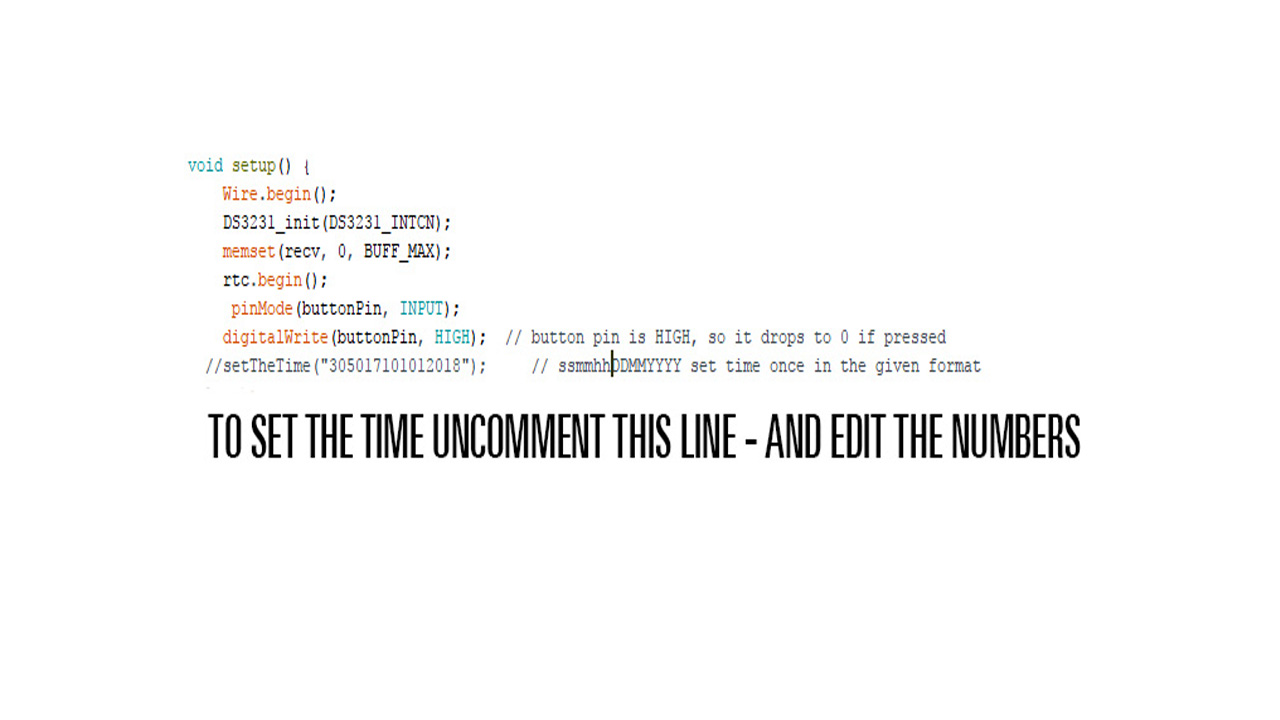 void setup() {
Wire.begin();
DS3231_init(DS3231_INTCN);
memset(recv, 0, BUFF_MAX);
rtc.begin();
pinMode(buttonPin, INPUT);
digitalWrite(buttonPin, HIGH); // button pin is HIGH, so it drops to 0 if pressed
//setTheTime("305017101012018"); // ssmmhhDDMMYYYY set time once in the given format
TO SET THE TIME UNCOMMENT THIS LINE - AND EDIT THE NUMBERS